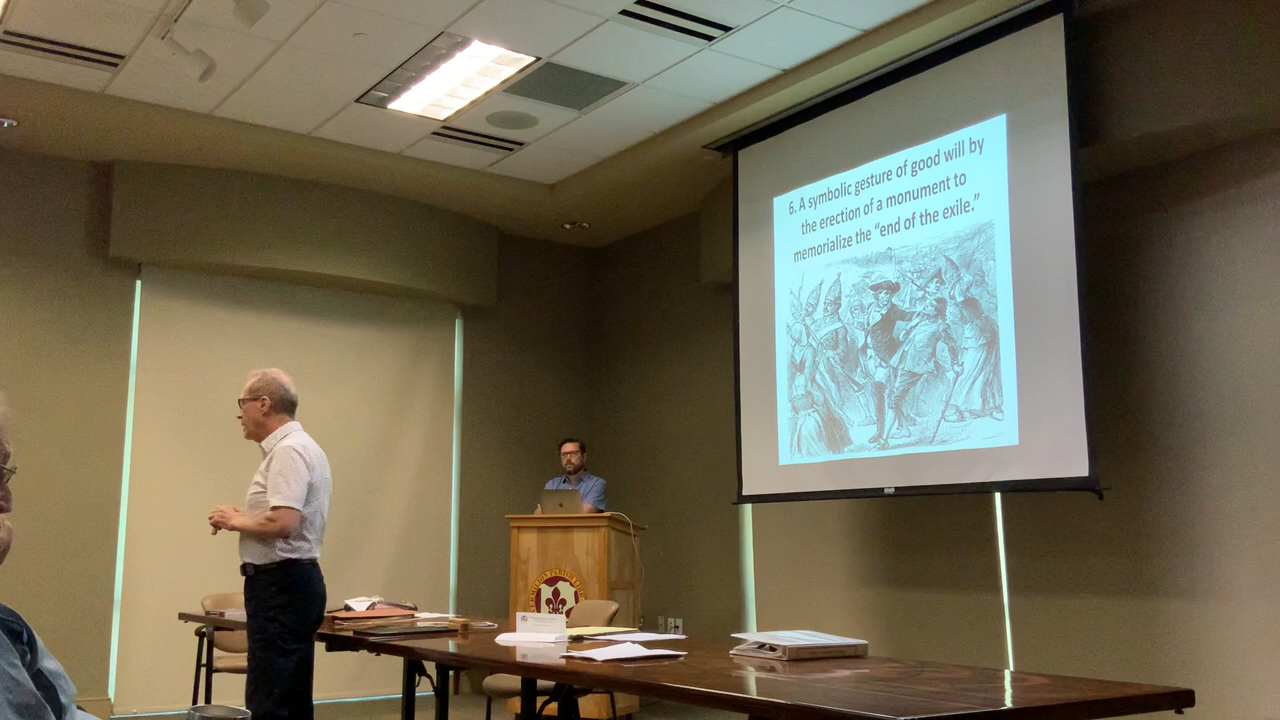 6. A symbolic gesture of good will by
the erection of a monument to
memorialize the “end of the exile.”